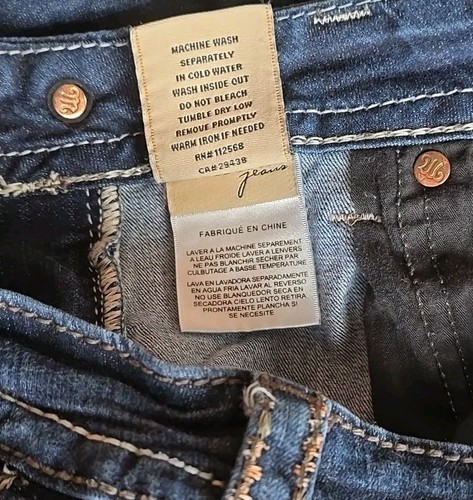 MACHINE WASH
SEPARATELY
IN COLD WATER
WASH INSIDE OUT
DO NOT BLEACH
TUMBLE DRY LOW
REMOVE PROMPTLY
WARM IRON IF NEEDED
RN#112568
CA#29438
jeans
FABRIQUÉ EN CHINE
LAVER A LA MACHINE SEPAREMENT
A LEAU FROIDE LAVER A LENVERS
NE PAS BLANCHIR SECHER PAR
CULBUTAGE A BASSE TEMPERATURE
LAVA EN LAVADORA SEPARADAMENTE
EN AGUA FRIA LAVAR AL REVERSO
NO USE BLANQUEADOR SECA EN
SECADORA CIELO LENTO RETIRA
PRONTAMENTE PLANCHA SI
SE NECESITE